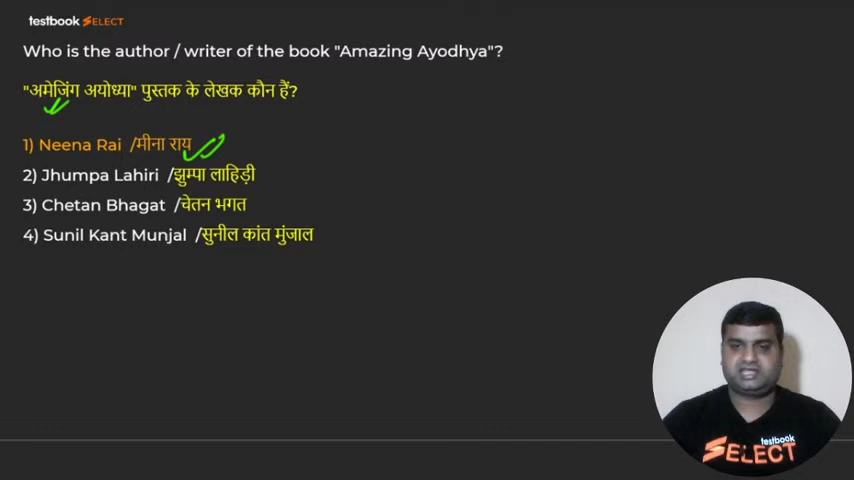 testbook SELECT
Who is the author / writer of the book "Amazing Ayodhya"?
"अमेजिंग अयोध्या" पुस्तक के लेखक कौन हैं?
1) Neena Rai /मीना राय
2) Jhumpa Lahiri /झुम्पा लाहिड़ी
3) Chetan Bhagat /चेतन भगत
4) Sunil Kant Munjal /सुनील कांत मुंजाल
testbook
SELECT